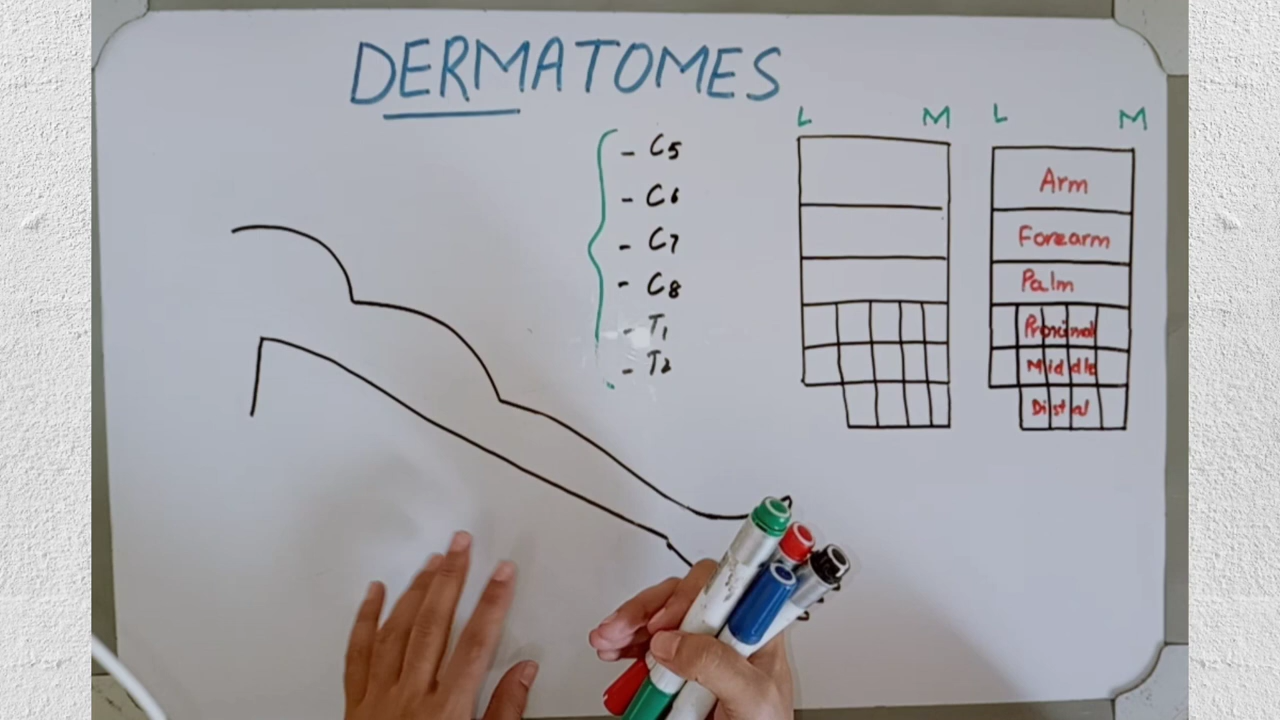 DERMATOMES
- C5
- C6
- C7
- C8
- T1
- T2
L M
L M
Arm
Forearm
Palm
Proximal
Middle
Distal